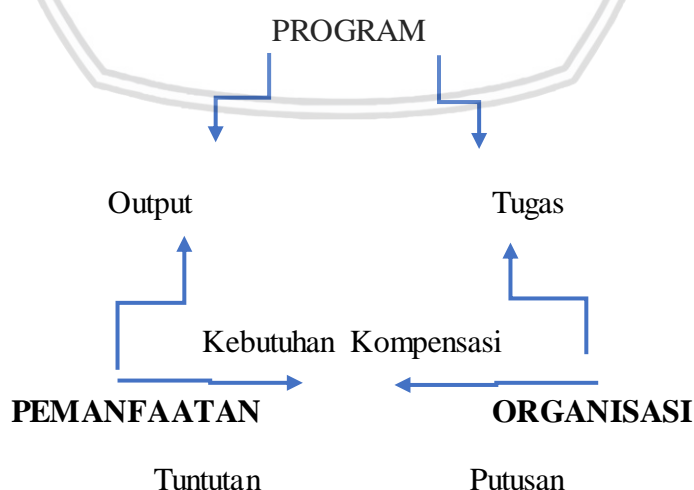 PROGRAM
Output Tugas
Kebutuhan Kompensasi
PEMANFAATAN ORGANISASI
Tuntutan Putusan